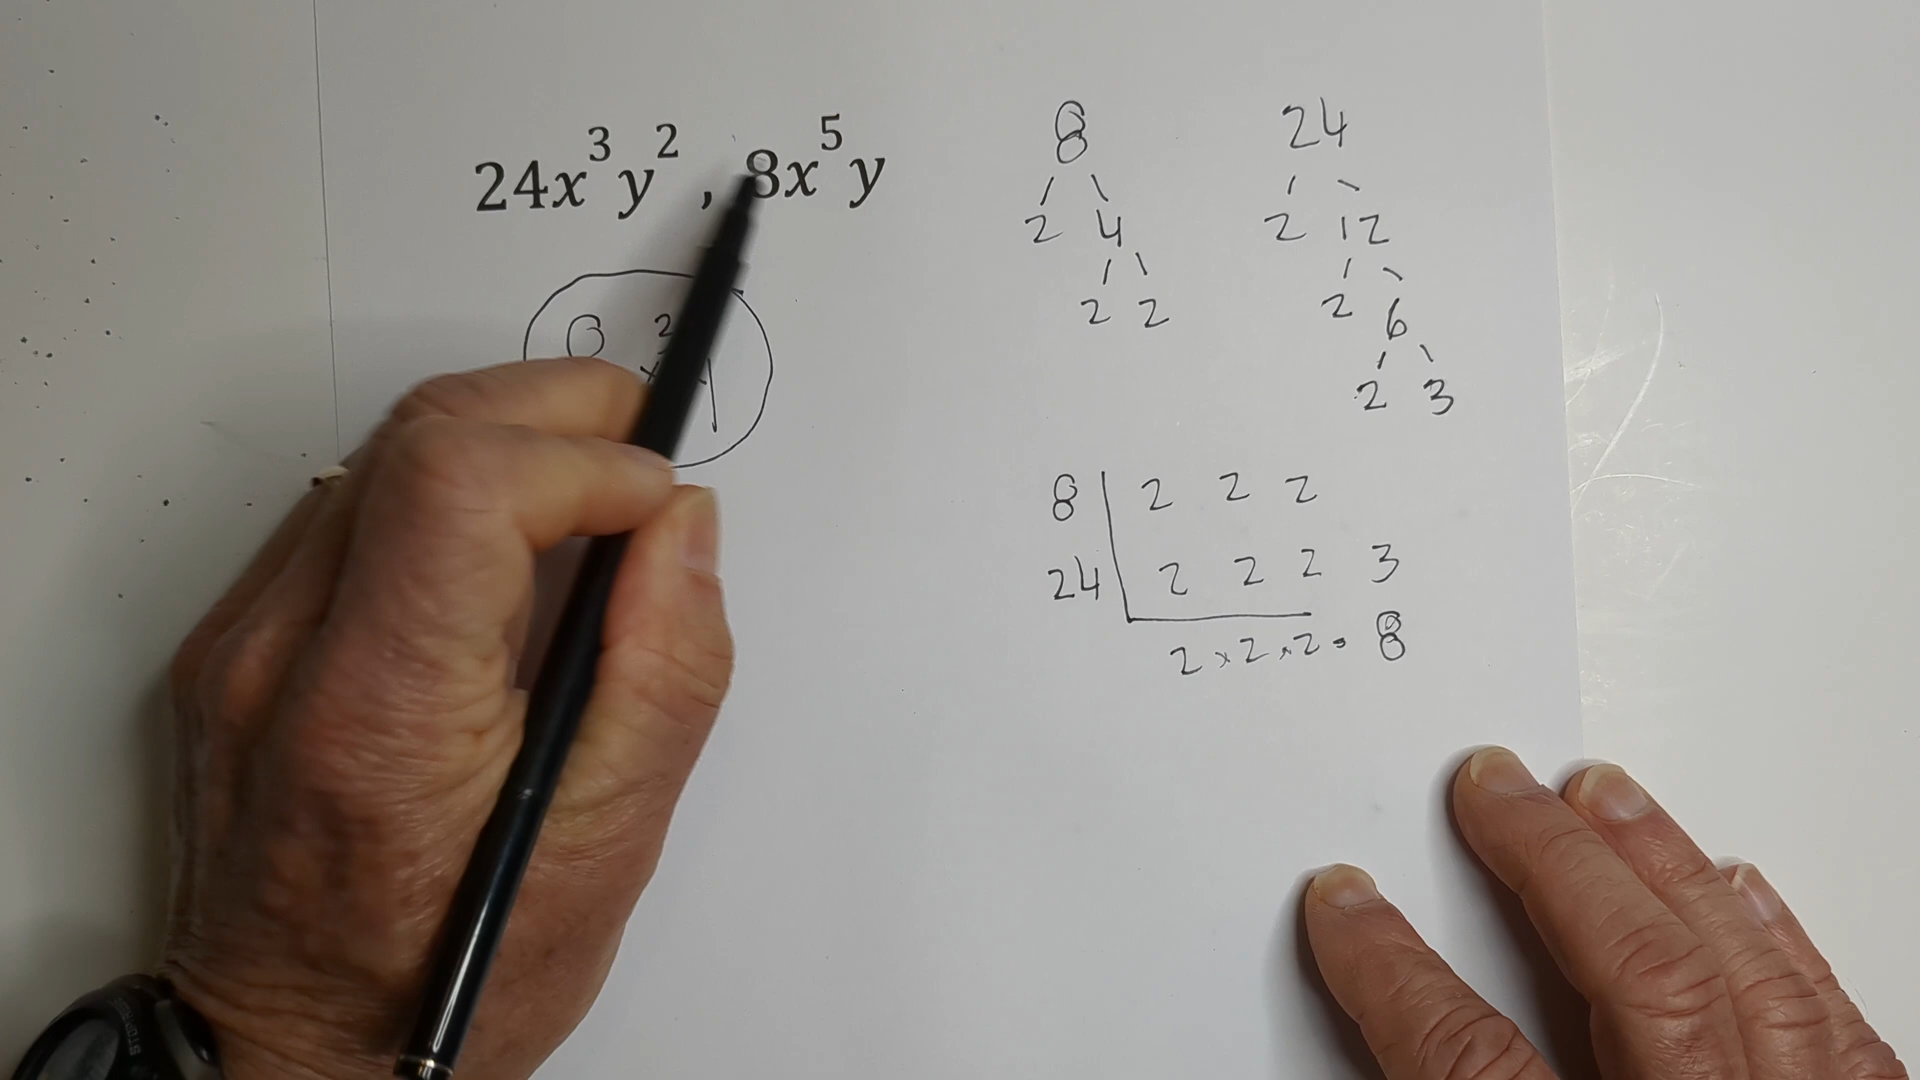 24x³y² , 8x⁵y
8 24
2 4 2 12
2 2 2 6
2 3
8 2 2 2
24 2 2 2 3
2 × 2 × 2 = 8